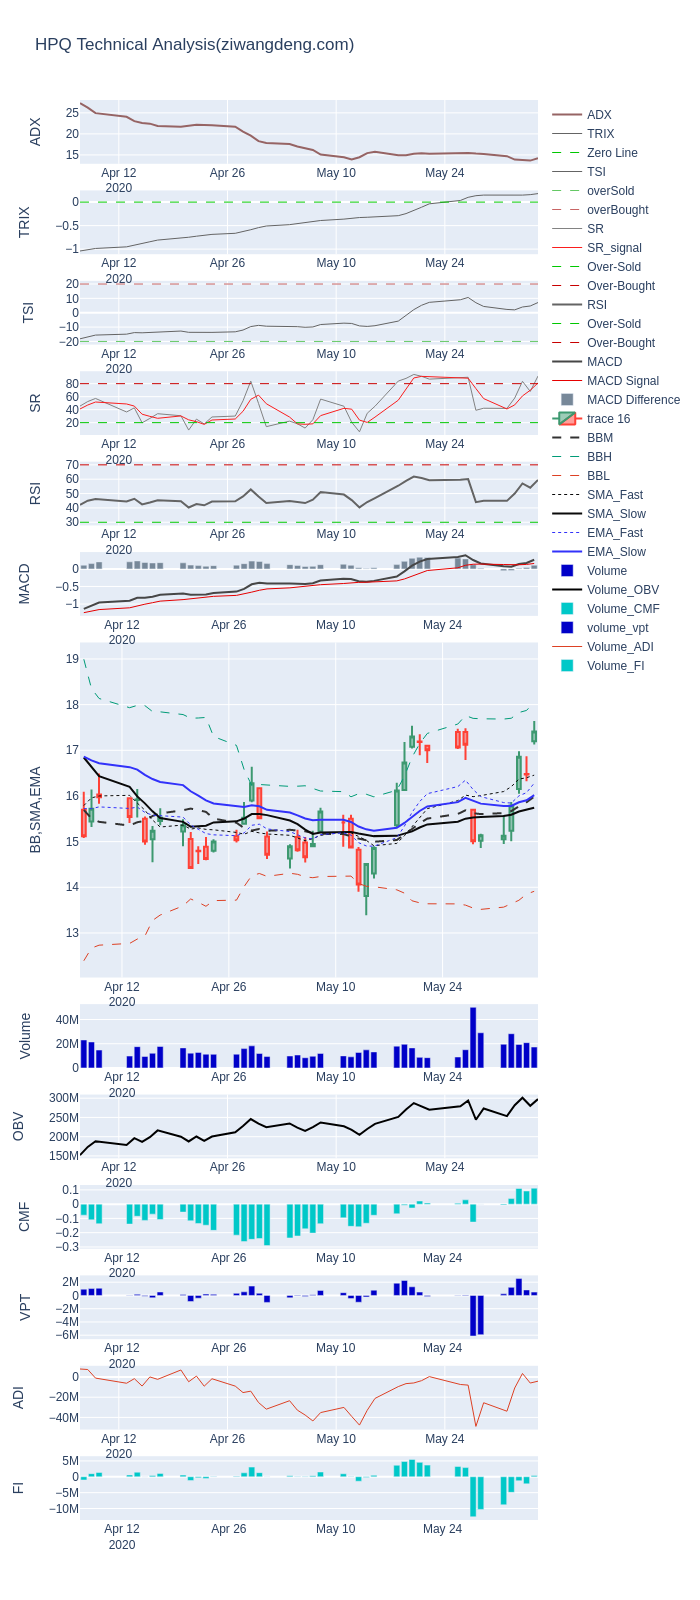 HPQ Technical Analysis(ziwangdeng.com)
ADX
25
20
15
Apr 12
2020
Apr 26
May 10
May 24
TRIX
0
−0.5
−1
Apr 12
2020
Apr 26
May 10
May 24
TSI
20
10
0
−10
−20
Apr 12
2020
Apr 26
May 10
May 24
SR
80
60
40
20
Apr 12
2020
Apr 26
May 10
May 24
RSI
70
60
50
40
30
Apr 12
2020
Apr 26
May 10
May 24
MACD
0
−0.5
−1
Apr 12
2020
Apr 26
May 10
May 24
BB,SMA,EMA
19
18
17
16
15
14
13
Apr 12
2020
Apr 26
May 10
May 24
Volume
40M
20M
0
Apr 12
2020
Apr 26
May 10
May 24
OBV
300M
250M
200M
150M
Apr 12
2020
Apr 26
May 10
May 24
CMF
0.1
0
−0.1
−0.2
−0.3
Apr 12
2020
Apr 26
May 10
May 24
VPT
2M
0
−2M
−4M
−6M
Apr 12
2020
Apr 26
May 10
May 24
ADI
0
−20M
−40M
Apr 12
2020
Apr 26
May 10
May 24
FI
5M
0
−5M
−10M
Apr 12
2020
Apr 26
May 10
May 24
ADX
TRIX
Zero Line
TSI
overSold
overBought
SR
SR_signal
Over-Sold
Over-Bought
RSI
Over-Sold
Over-Bought
MACD
MACD Signal
MACD Difference
trace 16
BBM
BBH
BBL
SMA_Fast
SMA_Slow
EMA_Fast
EMA_Slow
Volume
Volume_OBV
Volume_CMF
volume_vpt
Volume_ADI
Volume_FI